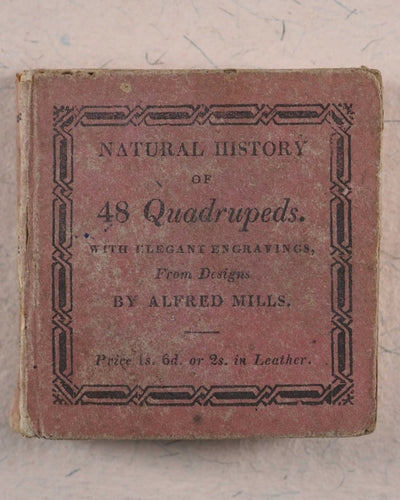 NATURAL HISTORY
OF
48 Quadrupeds.
WITH ELEGANT ENGRAVINGS,
From Designs
BY ALFRED MILLS.
Price 1s. 6d. or 2s. in Leather.